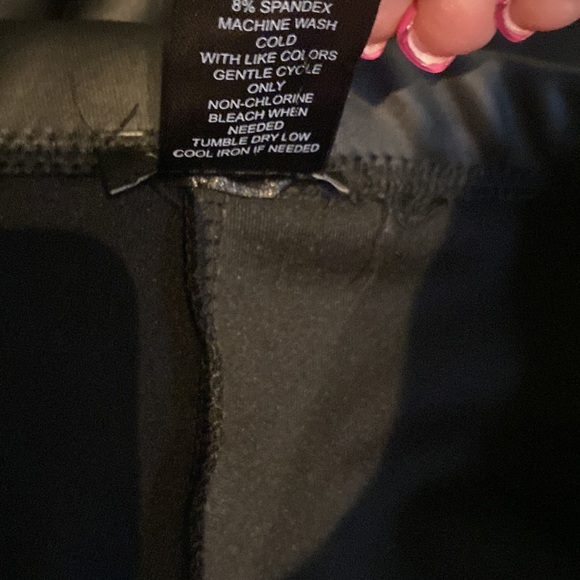 8% SPANDEX
MACHINE WASH
COLD
WITH LIKE COLORS
GENTLE CYCLE
ONLY
NON-CHLORINE
BLEACH WHEN
NEEDED
TUMBLE DRY LOW
COOL IRON IF NEEDED